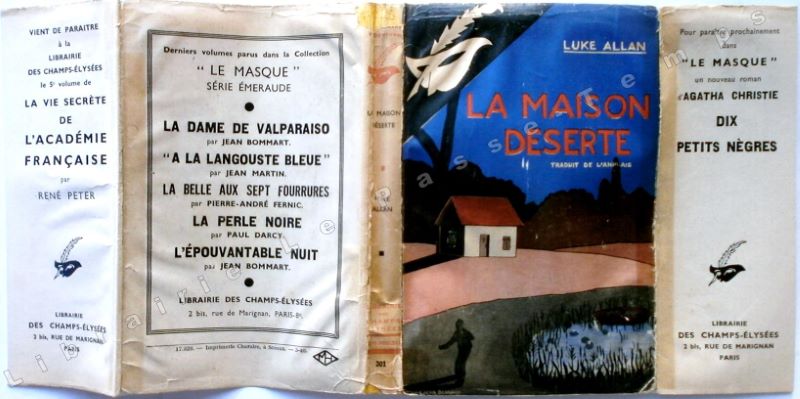 VIENT DE PARAITRE
à la
LIBRAIRIE
DES CHAMPS-ÉLYSÉES
le 5e volume de
LA VIE SECRÈTE
DE
L'ACADÉMIE
FRANÇAISE
par
RENÉ PETER
LIBRAIRIE
DES CHAMPS-ÉLYSÉES
2 bis, RUE DE MARIGNAN
PARIS
Derniers volumes parus dans la Collection
" LE MASQUE "
SÉRIE ÉMERAUDE
LA DAME DE VALPARAISO
par JEAN BOMMART.
"A LA LANGOUSTE BLEUE"
par JEAN MARTIN.
LA BELLE AUX SEPT FOURRURES
par PIERRE-ANDRÉ FERNIC.
LA PERLE NOIRE
par PAUL DARCY.
L'ÉPOUVANTABLE NUIT
par JEAN BOMMART.
LIBRAIRIE DES CHAMPS-ÉLYSÉES
2 bis, rue de Marignan, PARIS-8e
LA MAISON
DÉSERTE
LUKE
ALLAN
301
LUKE ALLAN
LA MAISON
DÉSERTE
TRADUIT DE L'ANGLAIS
Pour paraître prochainement
dans
"LE MASQUE"
un nouveau roman
d'AGATHA CHRISTIE
DIX
PETITS NÈGRES
LIBRAIRIE
DES CHAMPS-ÉLYSÉES
2 bis, RUE DE MARIGNAN
PARIS
Librairie Le Passe Temps